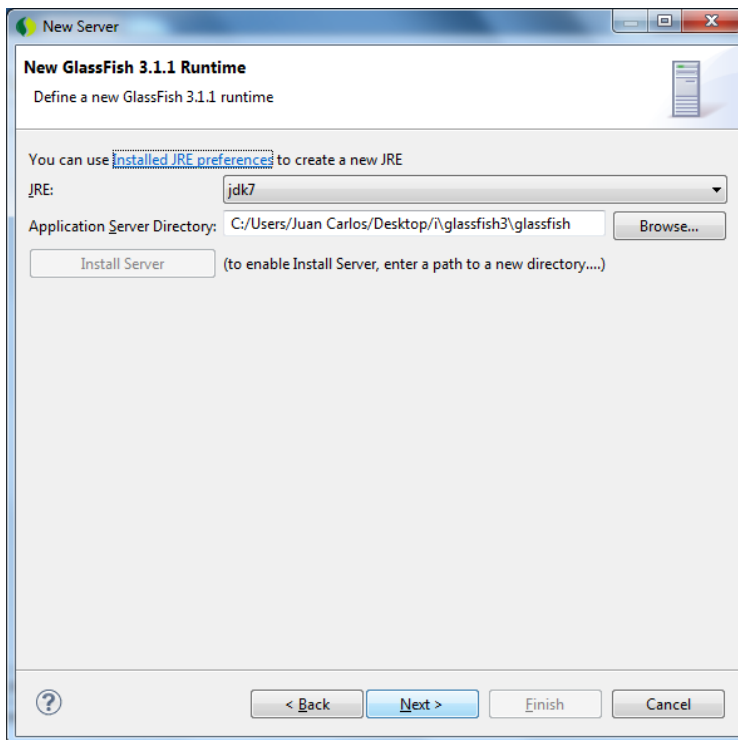 New Server
New GlassFish 3.1.1 Runtime
Define a new GlassFish 3.1.1 runtime
You can use Installed JRE preferences to create a new JRE
JRE: jdk7
Application Server Directory: C:/Users/Juan Carlos/Desktop/i\glassfish3\glassfish Browse...
Install Server (to enable Install Server, enter a path to a new directory....)
? < Back Next > Finish Cancel